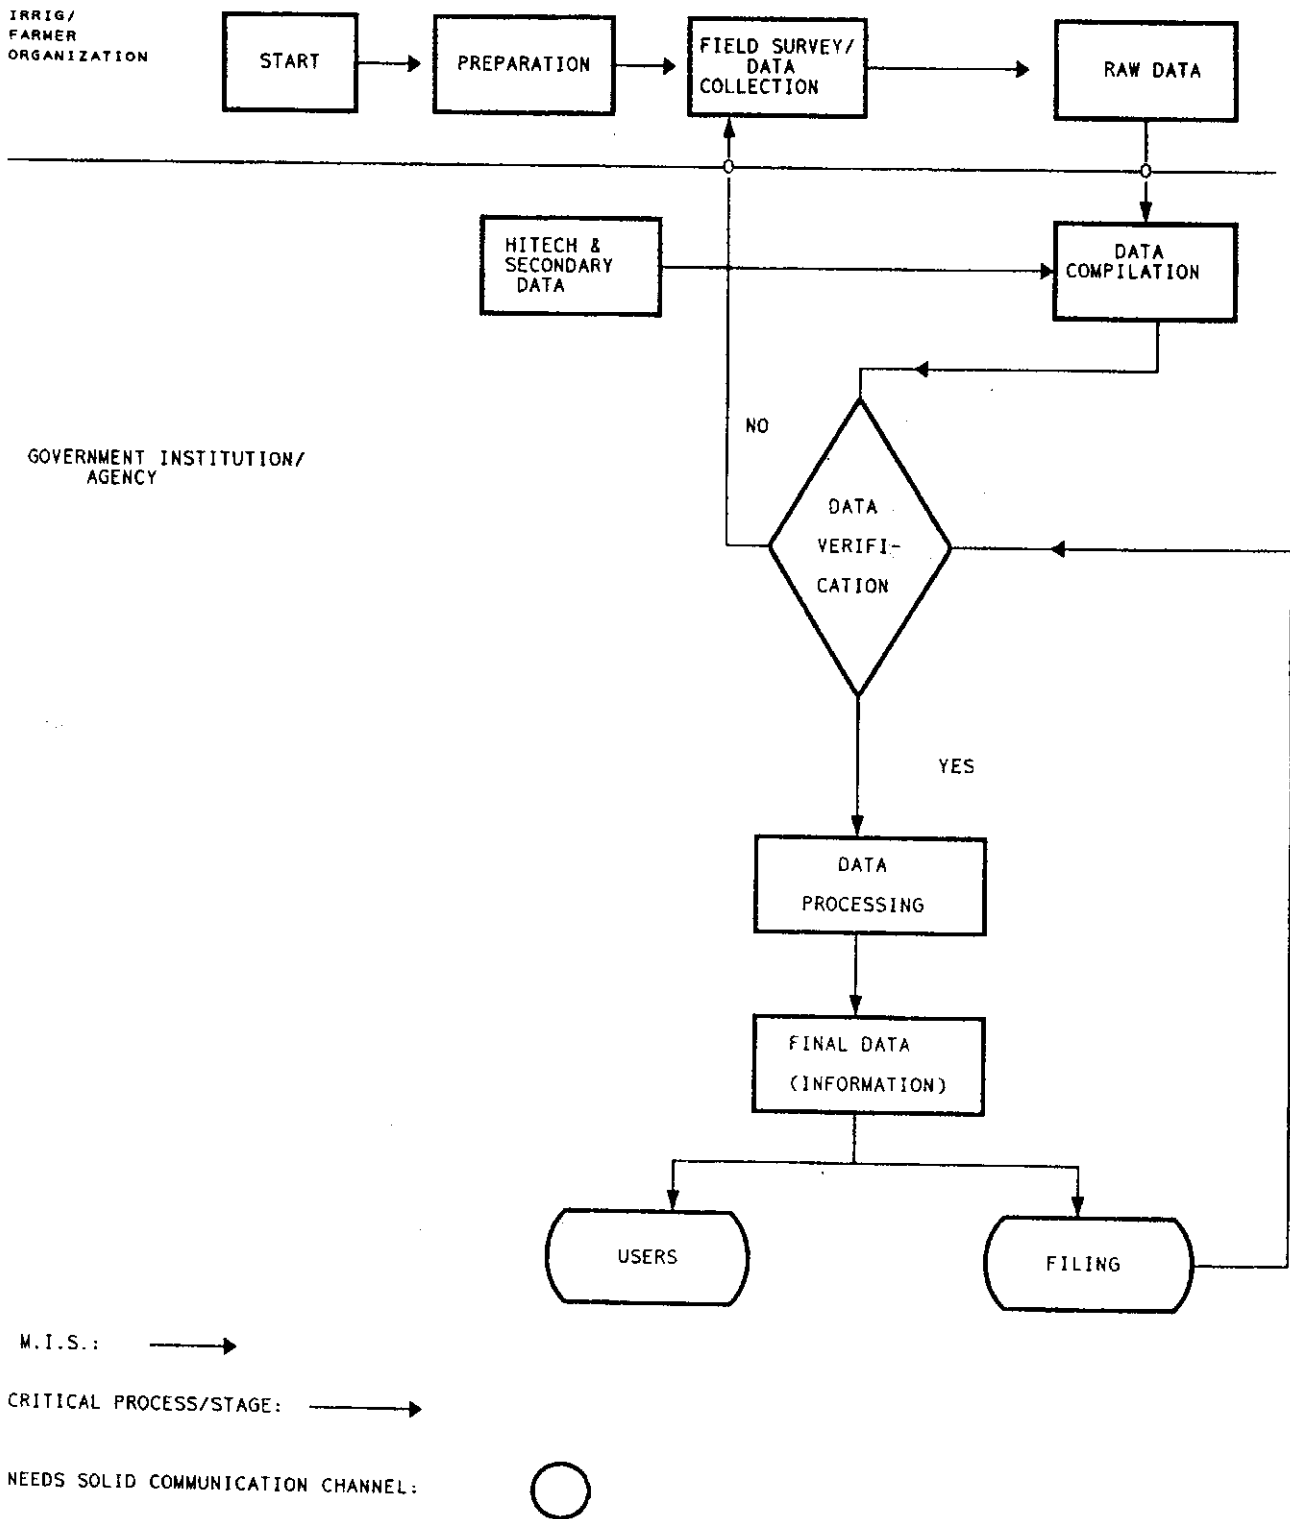 IRRIG/
FARMER
ORGANIZATION
START
PREPARATION
FIELD SURVEY/
DATA
COLLECTION
RAW DATA
HITECH &
SECONDARY
DATA
DATA
COMPILATION
NO
GOVERNMENT INSTITUTION/
AGENCY
DATA
VERIFI-
CATION
YES
DATA
PROCESSING
FINAL DATA
(INFORMATION)
USERS
FILING
M.I.S.:
CRITICAL PROCESS/STAGE:
NEEDS SOLID COMMUNICATION CHANNEL: